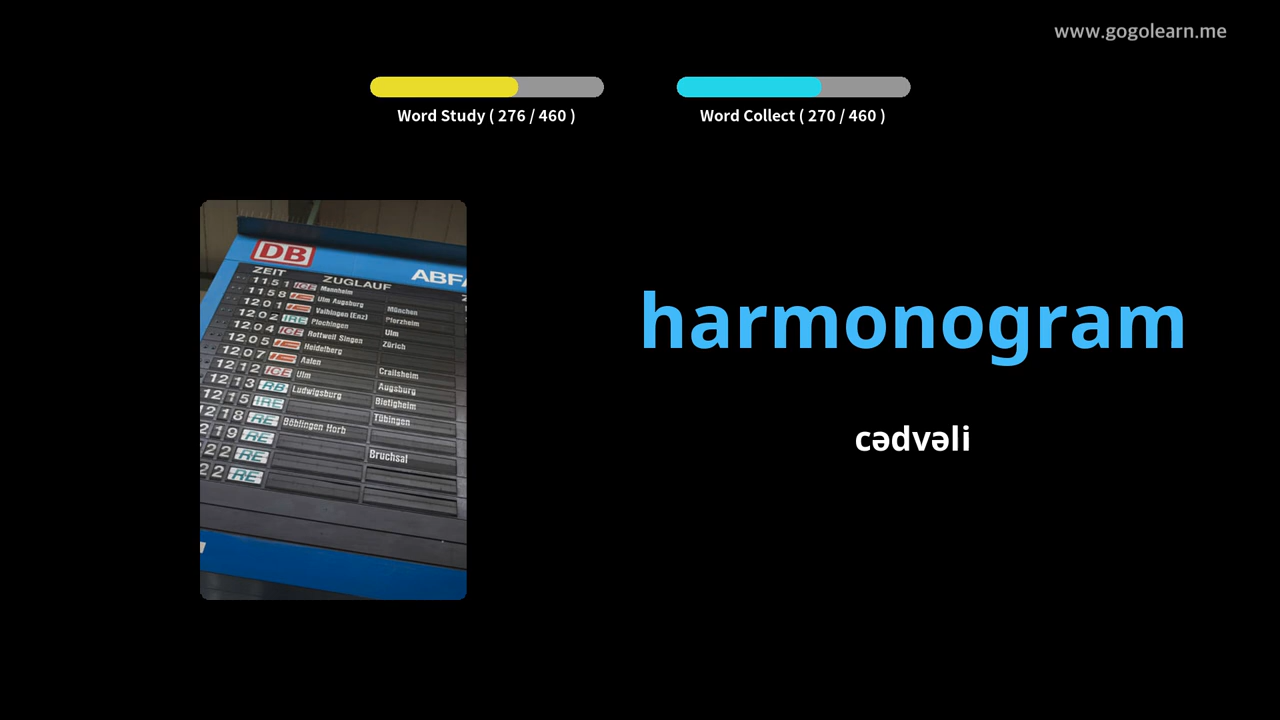 www.gogolearn.me
Word Study ( 276 / 460 )
Word Collect ( 270 / 460 )
DB
ZEIT ZUGLAUF ABFA
1151 ICE Mannheim
1158 Ulm Augsburg München
1201 Vaihingen (Enz) Pforzheim
1202 IRE Plochingen Ulm
1204 ICE Rottweil Singen Zürich
1205 Heidelberg
1207 Aalen Crailsheim
1212 ICE Ulm Augsburg
1213 RB Ludwigsburg Bietigheim
1215 IRE Tübingen
1218 RE Böblingen Horb
219 RE Bruchsal
22 RE
22 RE
harmonogram
cədvəli